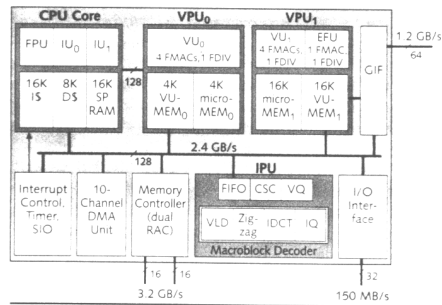 CPU Core
FPU IU0 IU1
16K I$
8K D$
16K SP RAM
128
VPU0
VU0
4 FMACs, 1 FDIV
4K VU-MEM0
4K micro-MEM0
VPU1
VU1
4 FMACs,
1 FDIV
EFU
1 FMAC,
1 FDIV
16K micro-MEM1
16K VU-MEM1
GIF
1.2 GB/s
64
2.4 GB/s
128
Interrupt
Control,
Timer,
SIO
10-
Channel
DMA
Unit
Memory
Controller
(dual
RAC)
IPU
FIFO CSC VQ
VLD Zig-zag IDCT IQ
Macroblock Decoder
I/O
Inter-
face
16 16
3.2 GB/s
32
150 MB/s